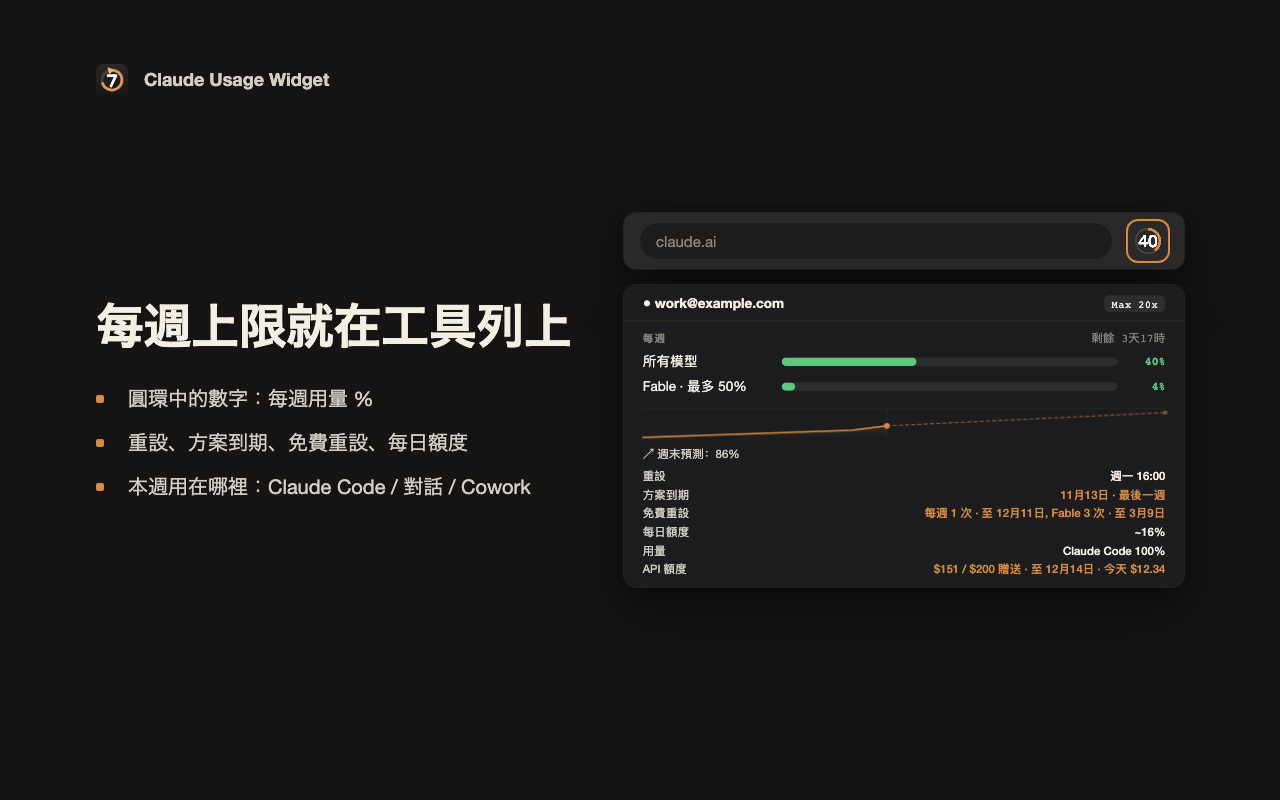 7
Claude Usage Widget
每週上限就在工具列上
圓環中的數字：每週用量 %
重設、方案到期、免費重設、每日額度
本週用在哪裡：Claude Code / 對話 / Cowork
claude.ai
40
work@example.com
Max 20x
每週
剩餘 3天17時
所有模型
40%
Fable · 最多 50%
4%
↗ 週末預測: 86%
重設
週一 16:00
方案到期
11月13日 · 最後一週
免費重設
每週 1 次 · 至 12月11日, Fable 3 次 · 至 3月9日
每日額度
~16%
用量
Claude Code 100%
API 額度
$151 / $200 贈送 · 至 12月14日 · 今天 $12.34